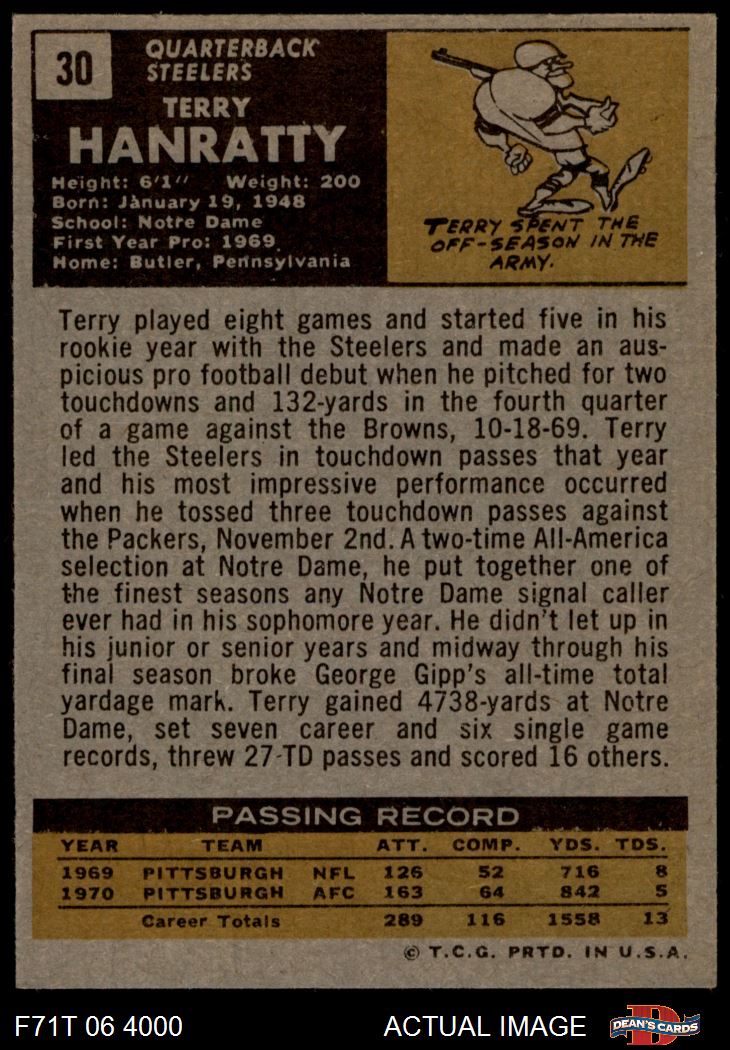 30
QUARTERBACK
STEELERS
TERRY
HANRATTY
Height: 6'1" Weight: 200
Born: January 19, 1948
School: Notre Dame
First Year Pro: 1969
Home: Butler, Pennsylvania
TERRY SPENT THE
OFF-SEASON IN THE
ARMY.
Terry played eight games and started five in his
rookie year with the Steelers and made an aus-
picious pro football debut when he pitched for two
touchdowns and 132-yards in the fourth quarter
of a game against the Browns, 10-18-69. Terry
led the Steelers in touchdown passes that year
and his most impressive performance occurred
when he tossed three touchdown passes against
the Packers, November 2nd. A two-time All-America
selection at Notre Dame, he put together one of
the finest seasons any Notre Dame signal caller
ever had in his sophomore year. He didn't let up in
his junior or senior years and midway through his
final season broke George Gipp's all-time total
yardage mark. Terry gained 4738-yards at Notre
Dame, set seven career and six single game
records, threw 27 TD passes and scored 16 others.
PASSING RECORD
YEAR TEAM ATT. COMP. YDS. TDS.
1969 PITTSBURGH NFL 126 52 716 8
1970 PITTSBURGH AFC 163 64 842 5
Career Totals 289 116 1558 13
© T.C.G. PRTD. IN U.S.A.
F71T 06 4000 ACTUAL IMAGE D DEAN'S CARDS